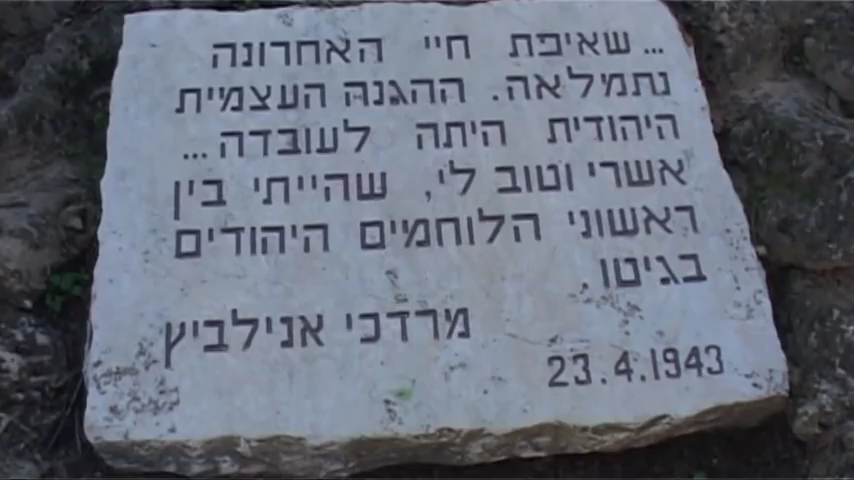 ... שאיפת חיי האחרונה
נתמלאה. ההגנה העצמית
היהודית היתה לעובדה...
אשרי וטוב לי, שהייתי בין
ראשוני הלוחמים היהודים
בגיטו.
מרדכי אנילביץ
23.4.1943